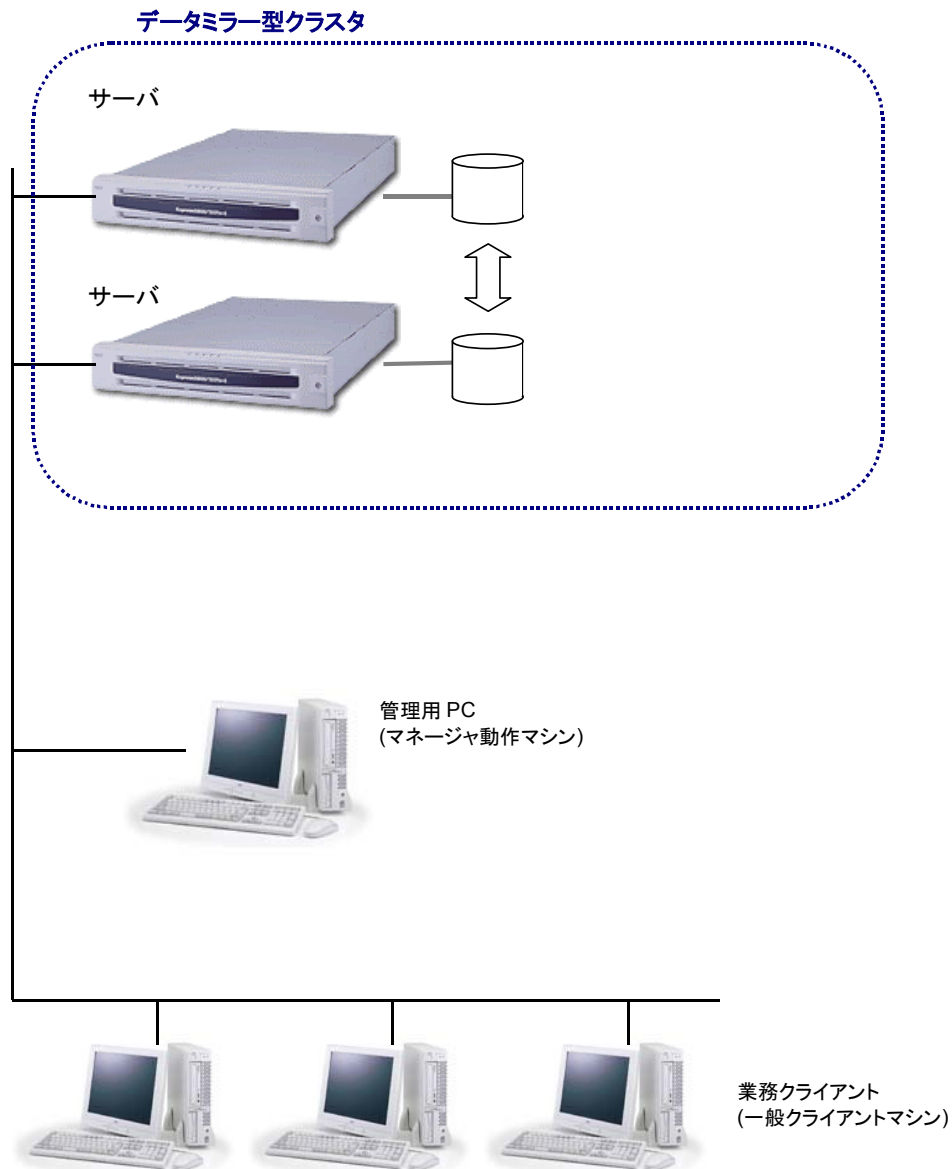 データミラー型クラスタ
サーバ
サーバ
管理用 PC
(マネージャ動作マシン)
業務クライアント
(一般クライアントマシン)